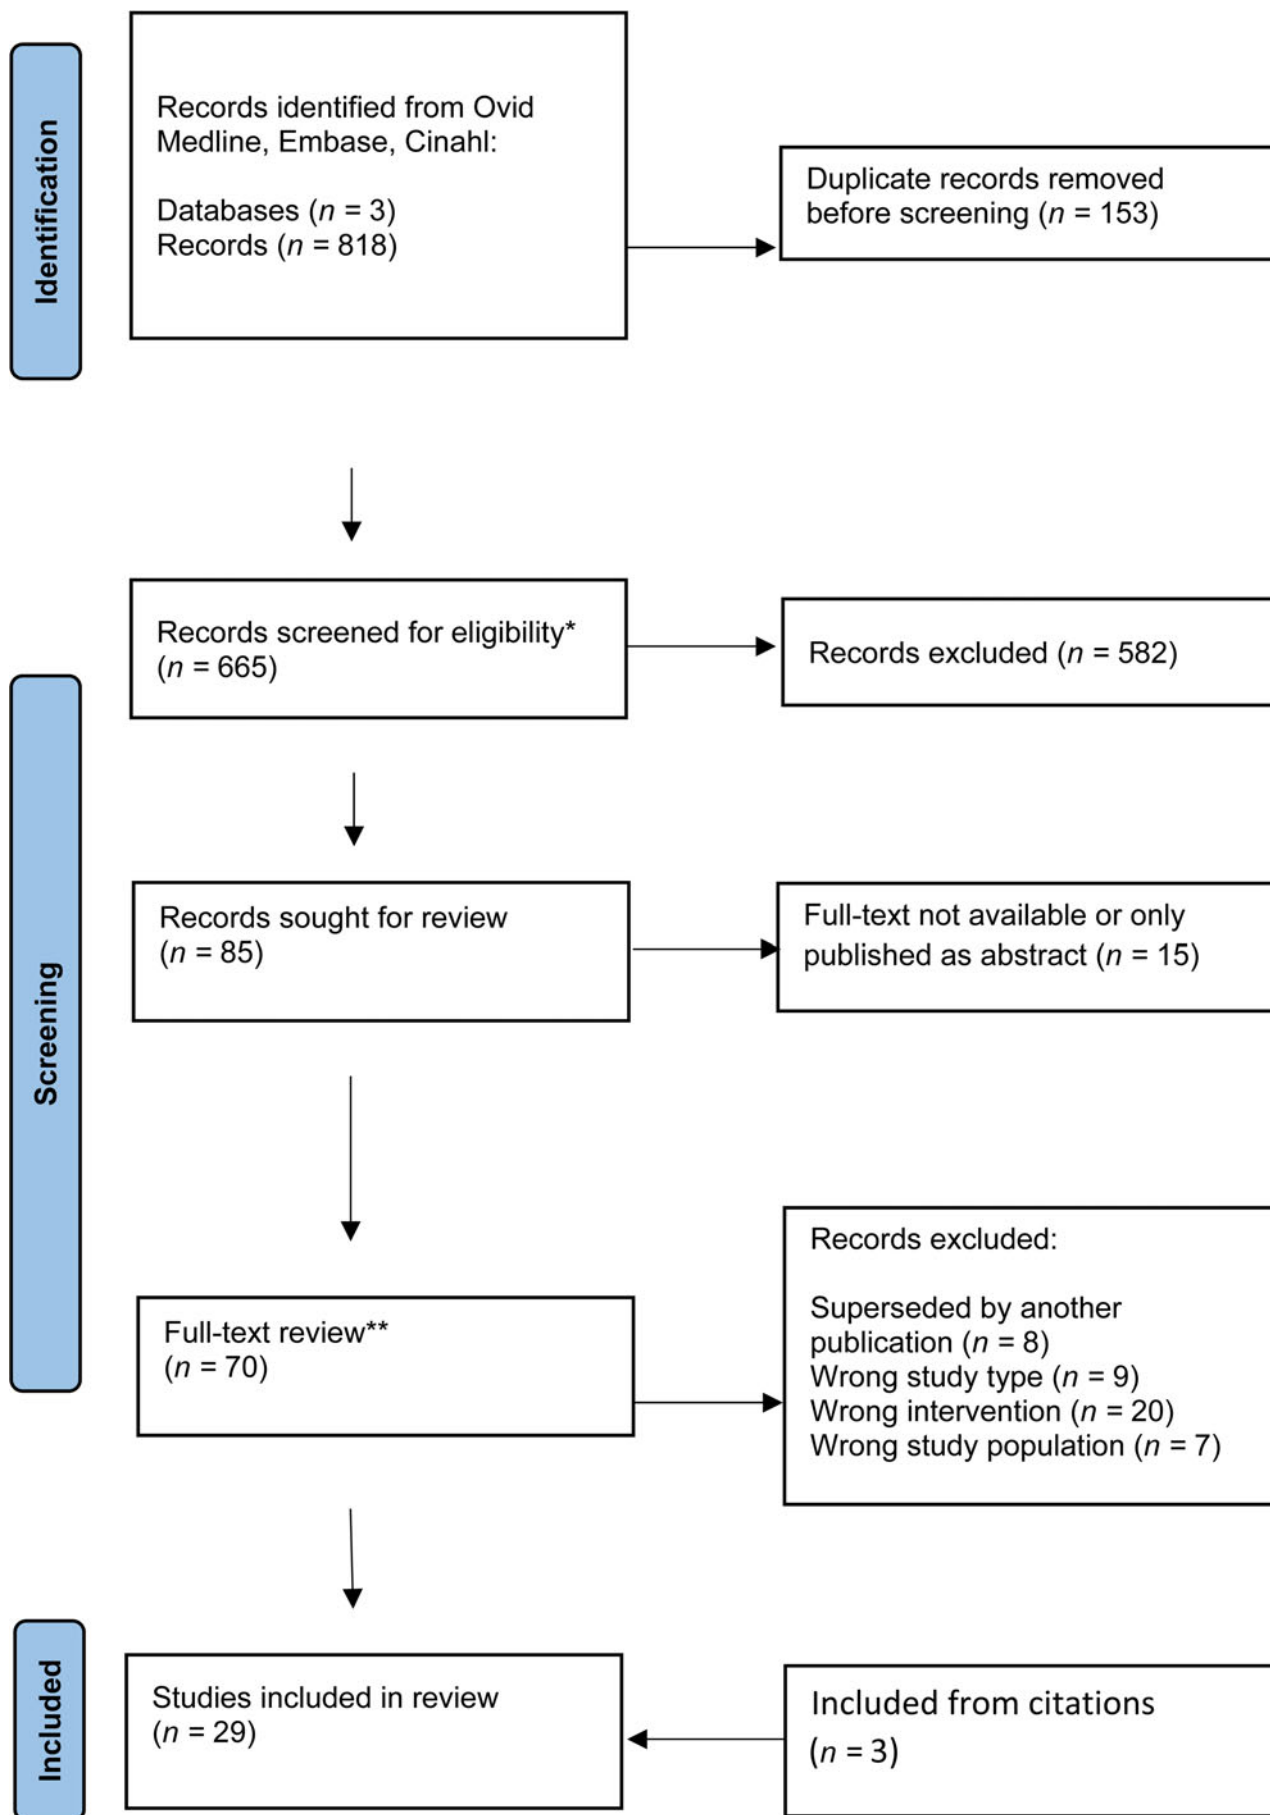 Identification
Records identified from Ovid
Medline, Embase, Cinahl:
Databases (n = 3)
Records (n = 818)
Duplicate records removed
before screening (n = 153)
Screening
Records screened for eligibility*
(n = 665)
Records excluded (n = 582)
Records sought for review
(n = 85)
Full-text not available or only
published as abstract (n = 15)
Full-text review**
(n = 70)
Records excluded:
Superseded by another
publication (n = 8)
Wrong study type (n = 9)
Wrong intervention (n = 20)
Wrong study population (n = 7)
Included
Studies included in review
(n = 29)
Included from citations
(n = 3)